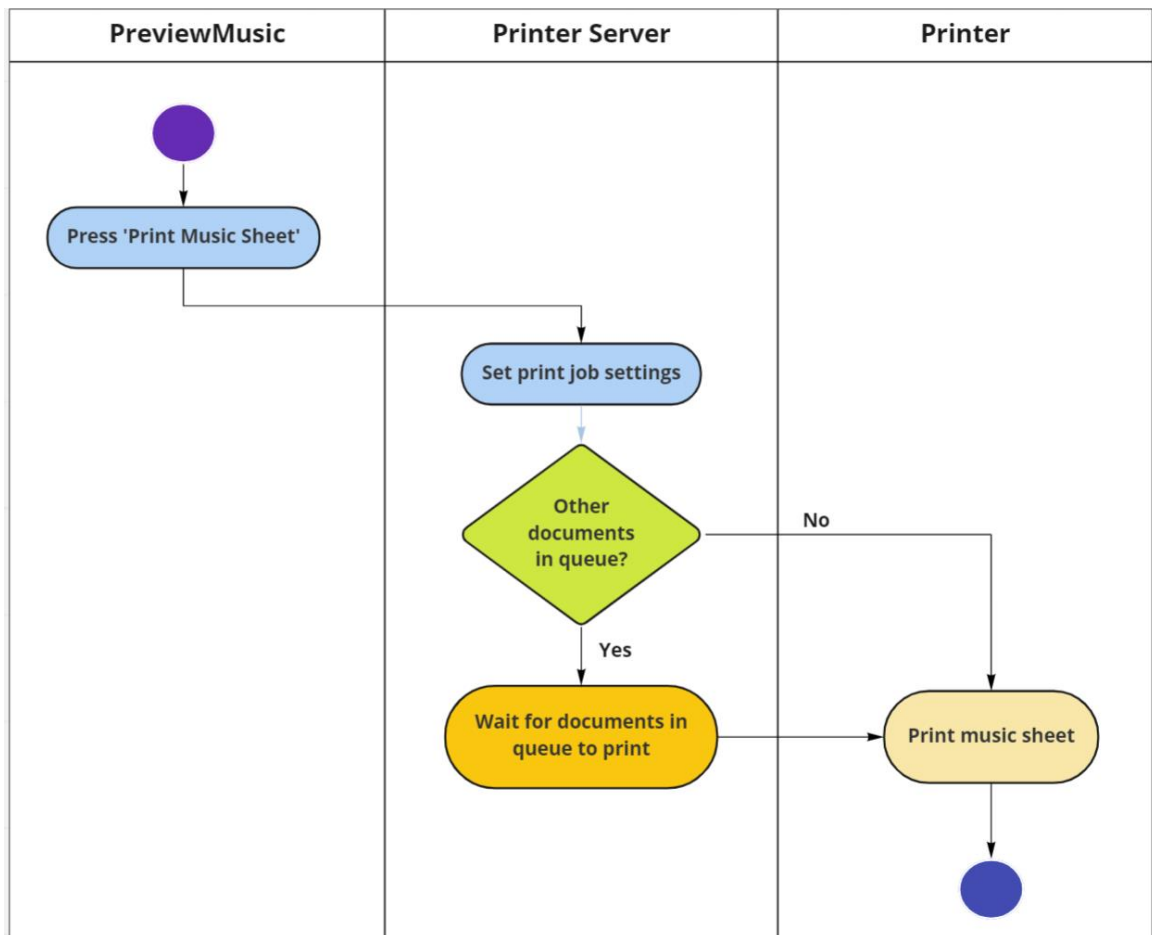 PreviewMusic
Printer Server
Printer
Press 'Print Music Sheet'
Set print job settings
Other
documents
in queue?
No
Yes
Wait for documents in
queue to print
Print music sheet